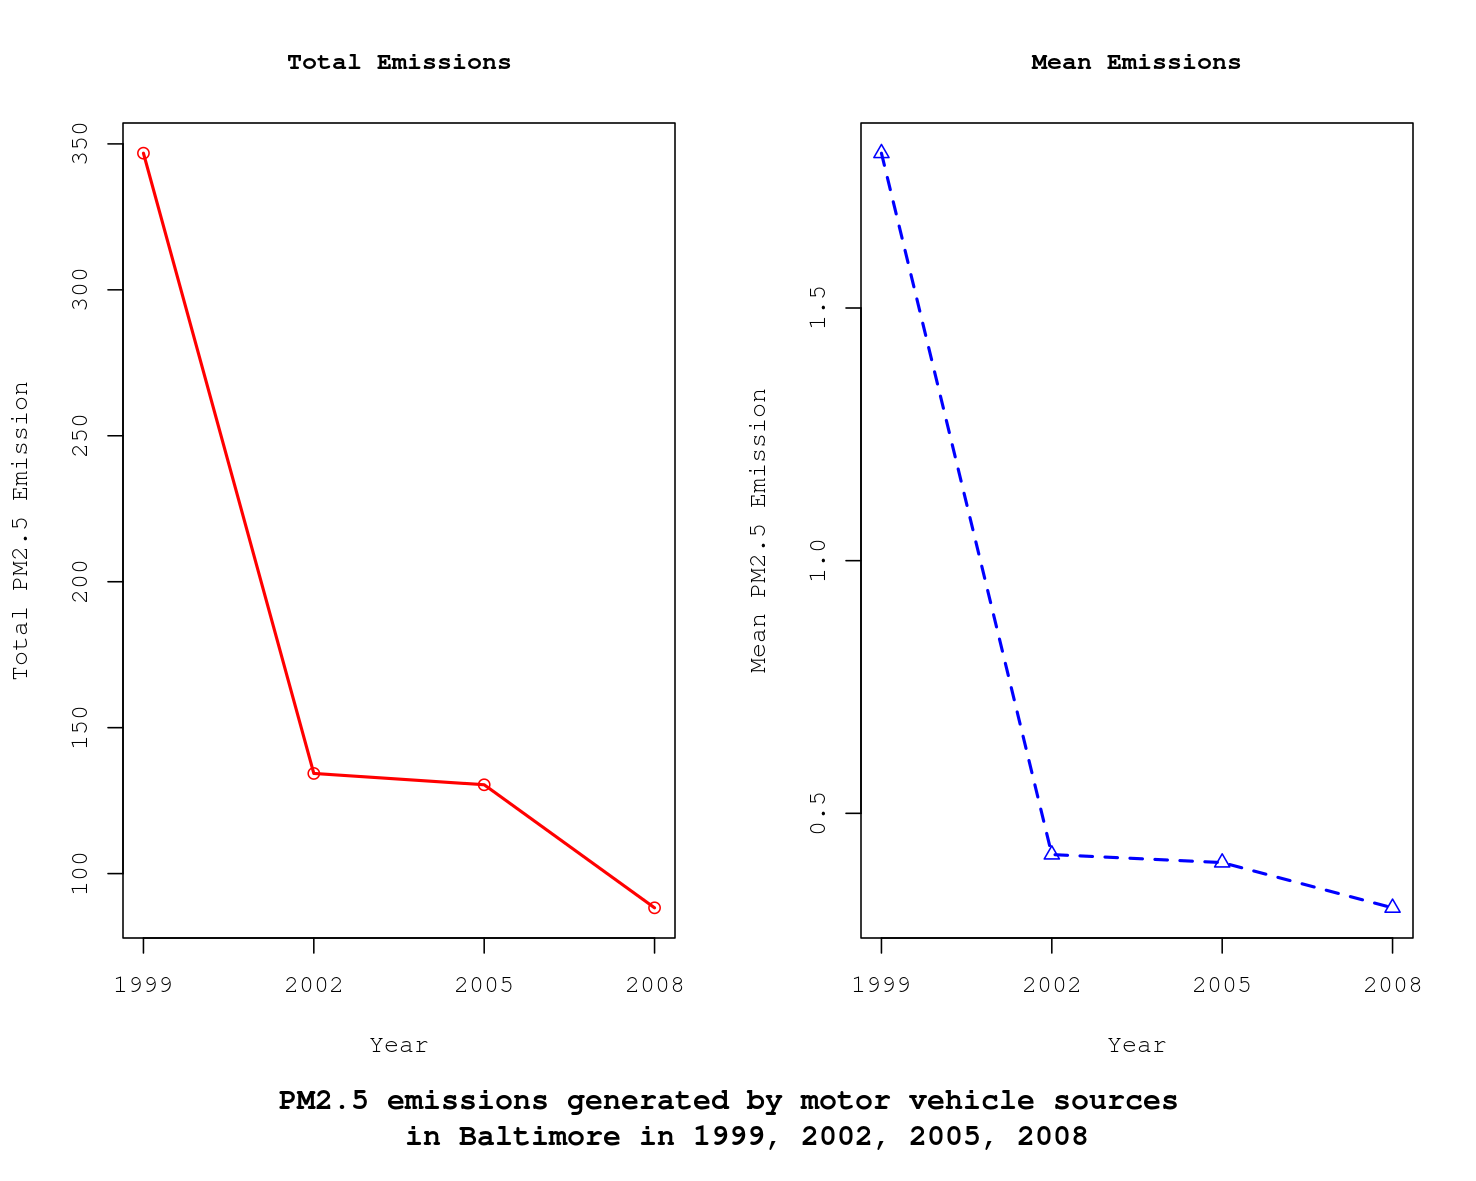 Total Emissions
Total PM2.5 Emission
350
300
250
200
150
100
1999 2002 2005 2008
Year
Mean Emissions
Mean PM2.5 Emission
1.5
1.0
0.5
1999 2002 2005 2008
Year
PM2.5 emissions generated by motor vehicle sources
in Baltimore in 1999, 2002, 2005, 2008